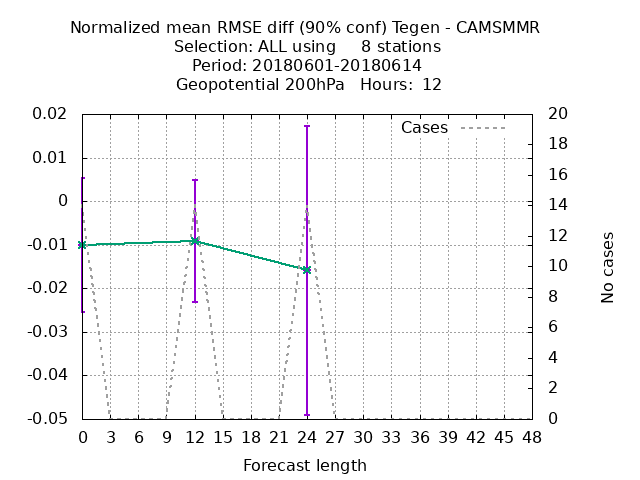 Normalized mean RMSE diff (90% conf) Tegen - CAMSMMR
Selection: ALL using     8 stations
Period: 20180601-20180614
Geopotential 200hPa   Hours:  12
Cases
0.02
0.01
0
-0.01
-0.02
-0.03
-0.04
-0.05
20
18
16
14
12
10
8
6
4
2
0
No cases
0 3 6 9 12 15 18 21 24 27 30 33 36 39 42 45 48
Forecast length